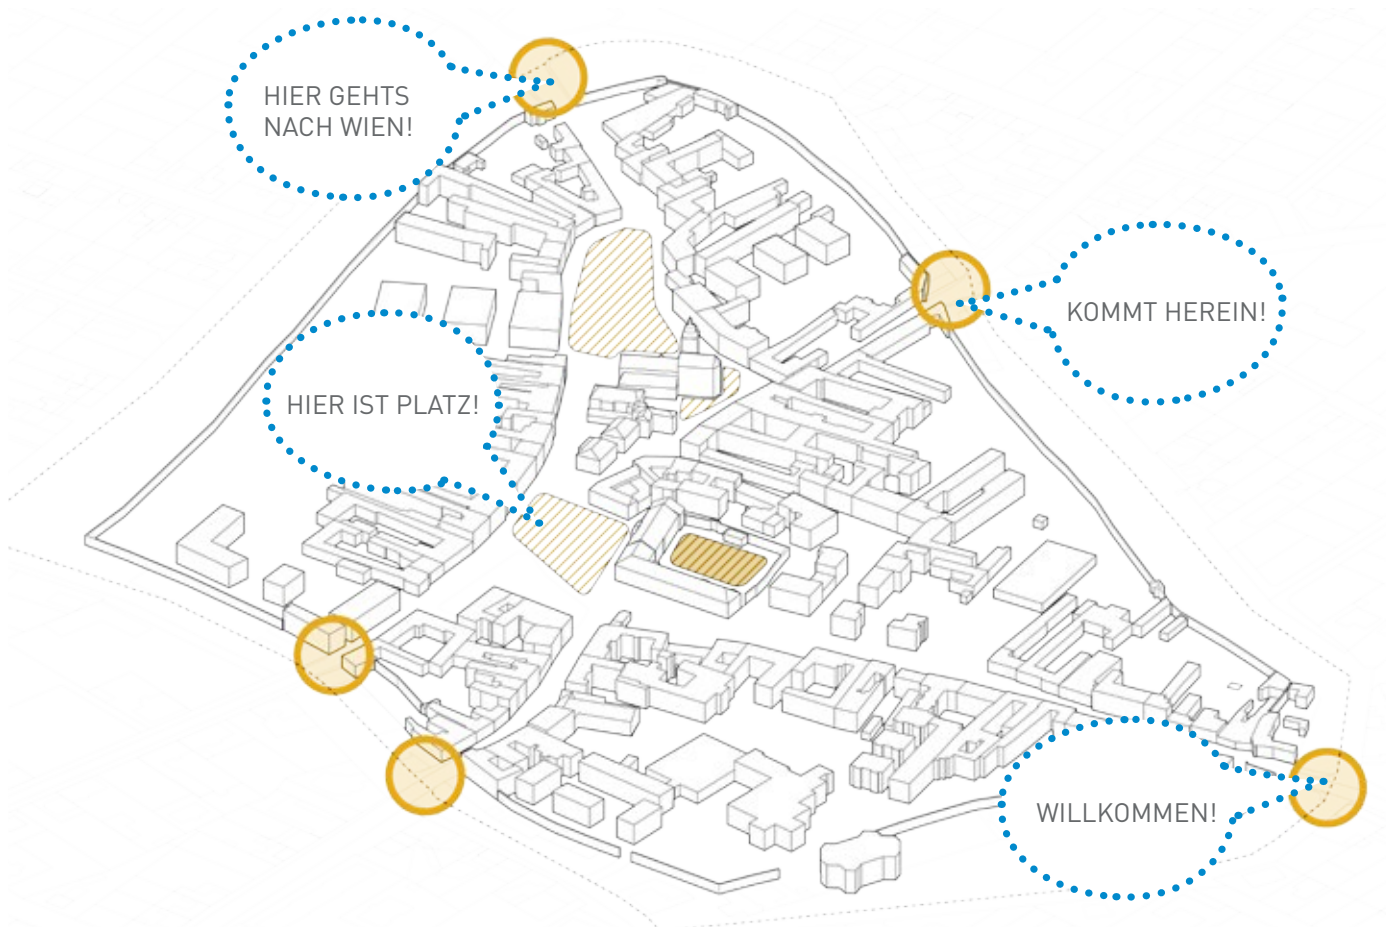 HIER GEHTS
NACH WIEN!
KOMMT HEREIN!
HIER IST PLATZ!
WILLKOMMEN!